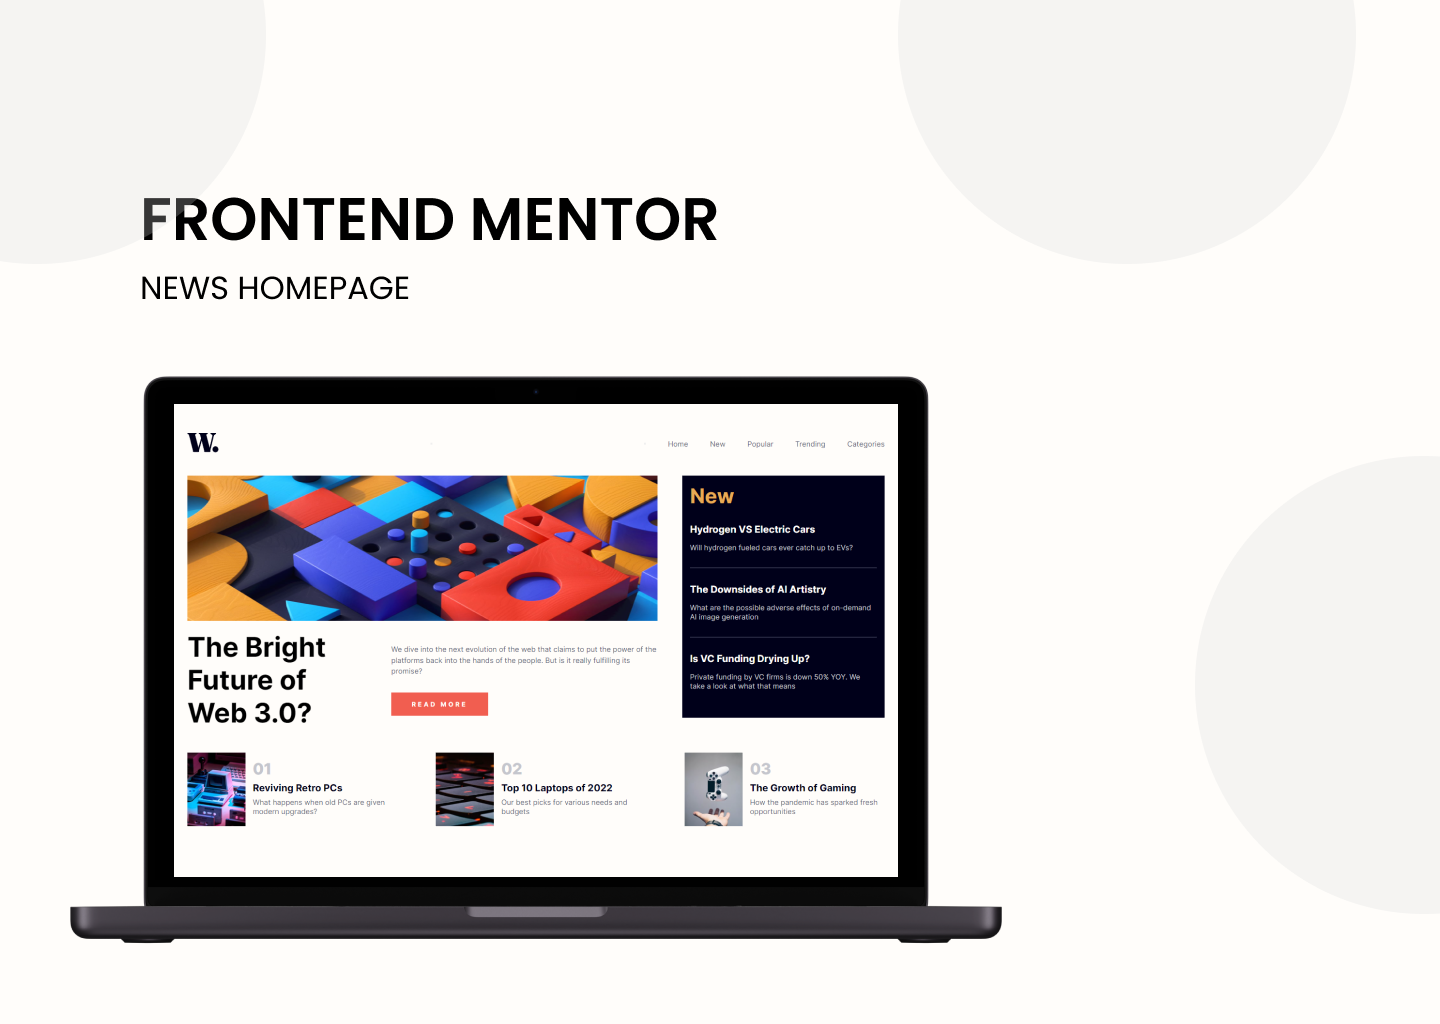 FRONTEND MENTOR
NEWS HOMEPAGE
W.
Home New Popular Trending Categories
The Bright
Future of
Web 3.0?
We dive into the next evolution of the web that claims to put the power of the
platforms back into the hands of the people. But is it really fulfilling its
promise?
READ MORE
New
Hydrogen VS Electric Cars
Will hydrogen fueled cars ever catch up to EVs?
The Downsides of AI Artistry
What are the possible adverse effects of on-demand
AI image generation
Is VC Funding Drying Up?
Private funding by VC firms is down 50% YOY. We
take a look at what that means
01
Reviving Retro PCs
What happens when old PCs are given
modern upgrades?
02
Top 10 Laptops of 2022
Our best picks for various needs and
budgets
03
The Growth of Gaming
How the pandemic has sparked fresh
opportunities